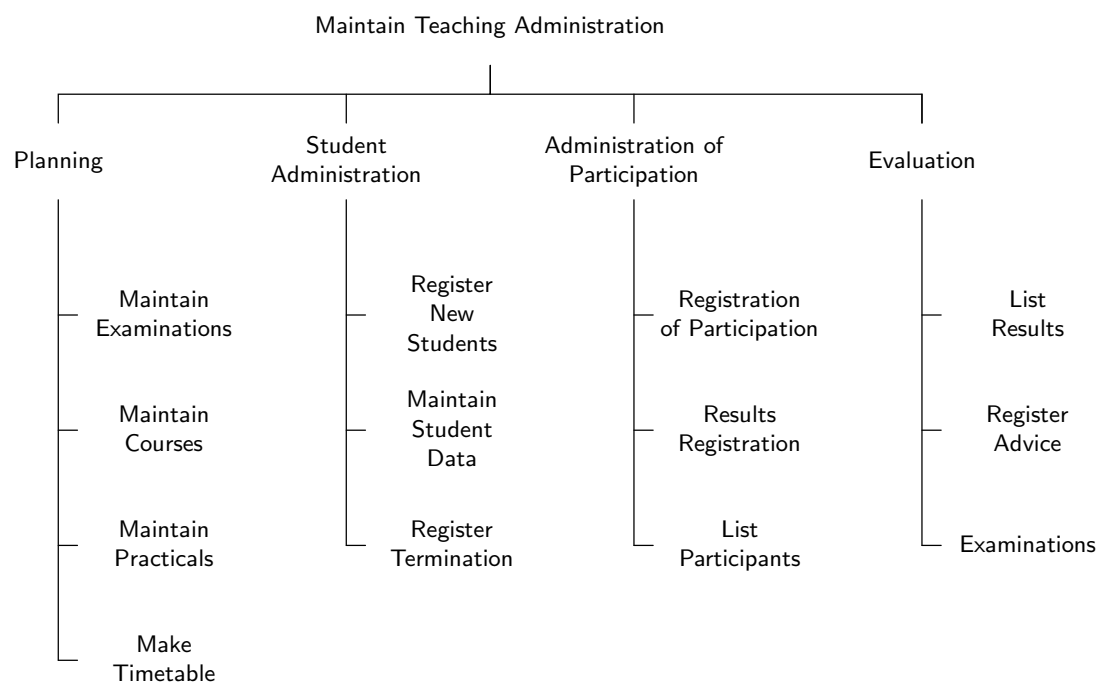 Maintain Teaching Administration
Planning
Student
Administration
Administration of
Participation
Evaluation
Maintain
Examinations
Maintain
Courses
Maintain
Practicals
Make
Timetable
Register
New
Students
Maintain
Student
Data
Register
Termination
Registration
of Participation
Results
Registration
List
Participants
List
Results
Register
Advice
Examinations